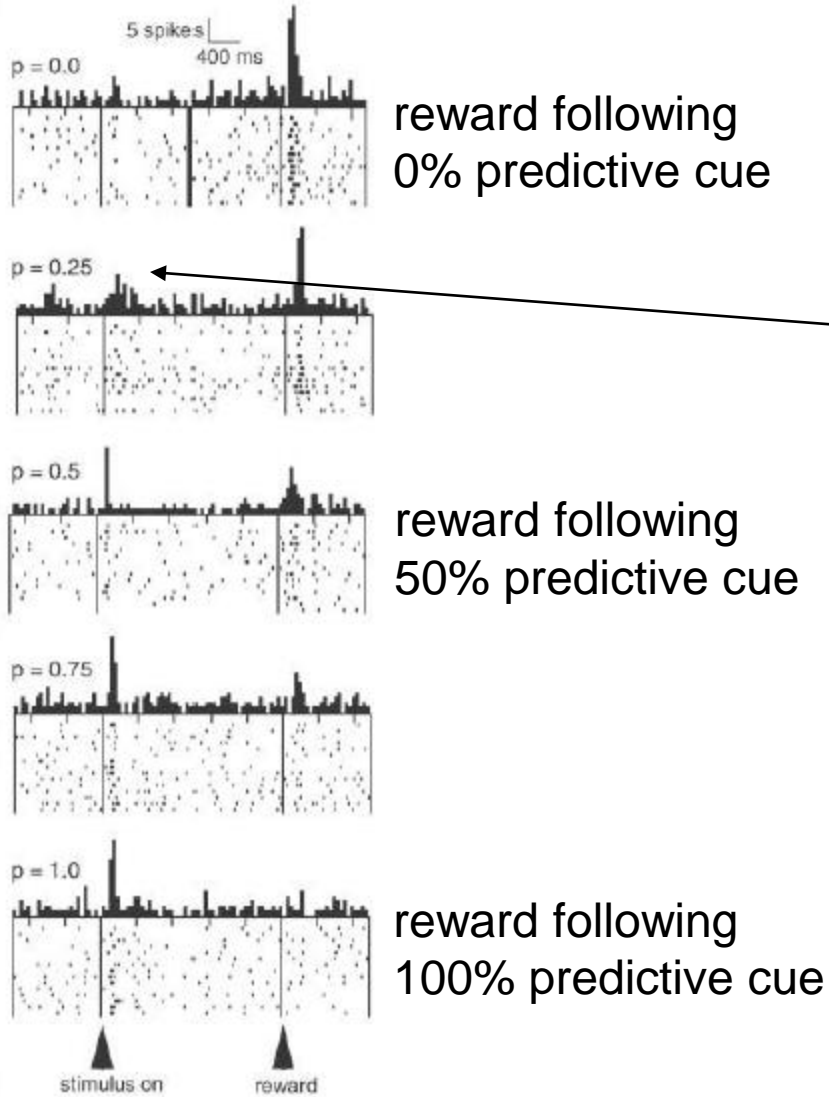 5 spikes
400 ms
p = 0.0
reward following
0% predictive cue
p = 0.25
p = 0.5
reward following
50% predictive cue
p = 0.75
p = 1.0
reward following
100% predictive cue
stimulus on
reward